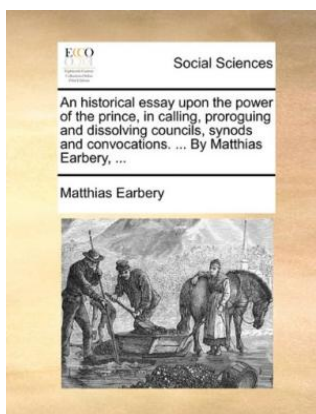 ECCO
Social Sciences
An historical essay upon the power
of the prince, in calling, proroguing
and dissolving councils, synods
and convocations. ... By Matthias
Earbery, ...
Matthias Earbery